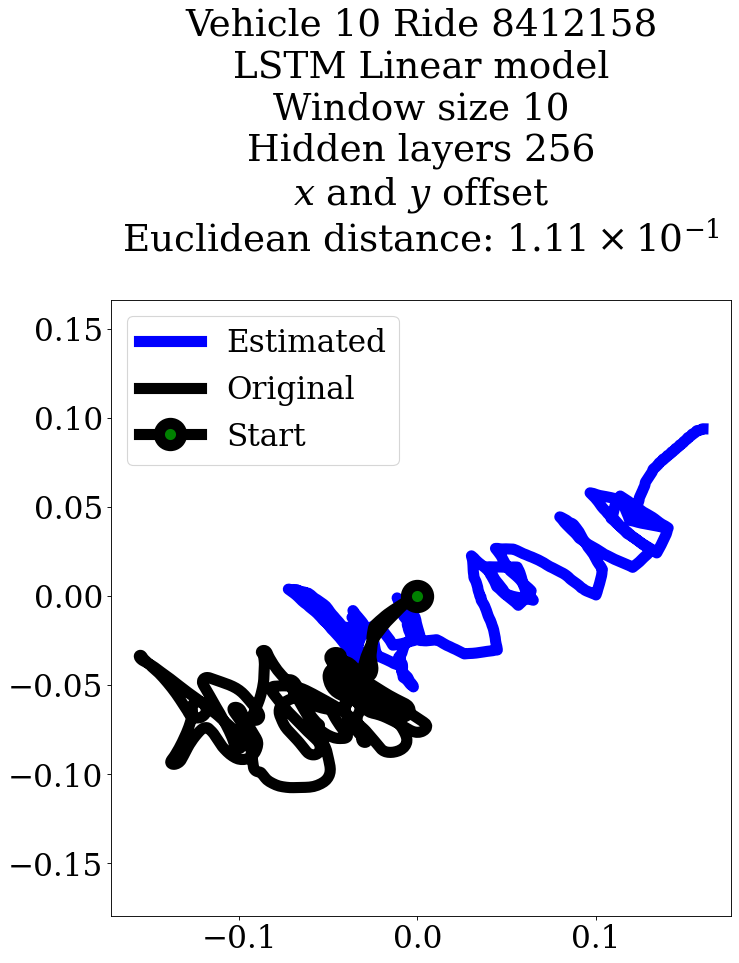 Vehicle 10 Ride 8412158
LSTM Linear model
Window size 10
Hidden layers 256
x and y offset
Euclidean distance: 1.11 × 10⁻¹
Estimated
Original
Start
0.15
0.10
0.05
0.00
−0.05
−0.10
−0.15
−0.1 0.0 0.1